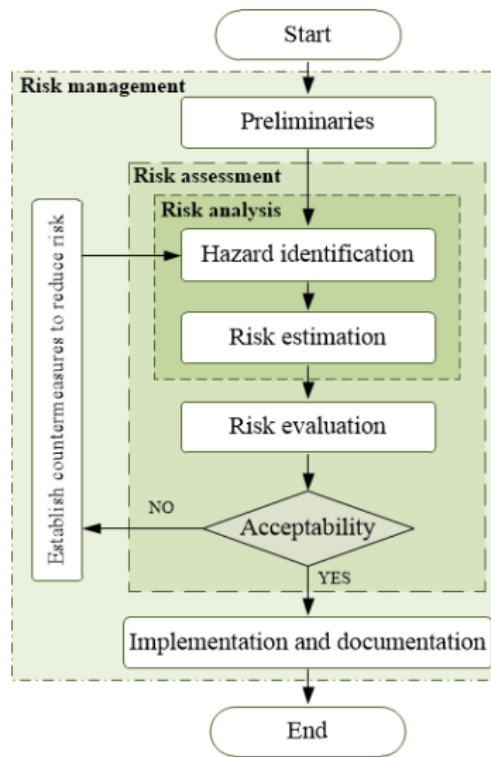 Start
Risk management
Preliminaries
Risk assessment
Risk analysis
Hazard identification
Risk estimation
Risk evaluation
Establish countermeasures to reduce risk
NO
Acceptability
YES
Implementation and documentation
End